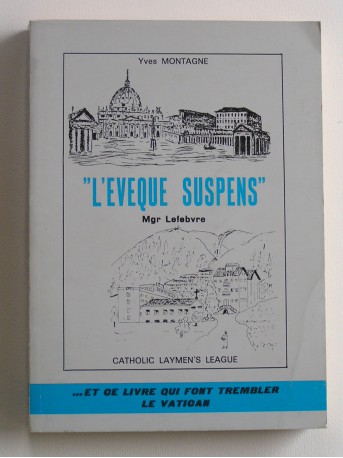 Yves MONTAGNE
"L'EVEQUE SUSPENS"
Mgr Lefebvre
CATHOLIC LAYMEN'S LEAGUE
...ET CE LIVRE QUI FONT TREMBLER
LE VATICAN